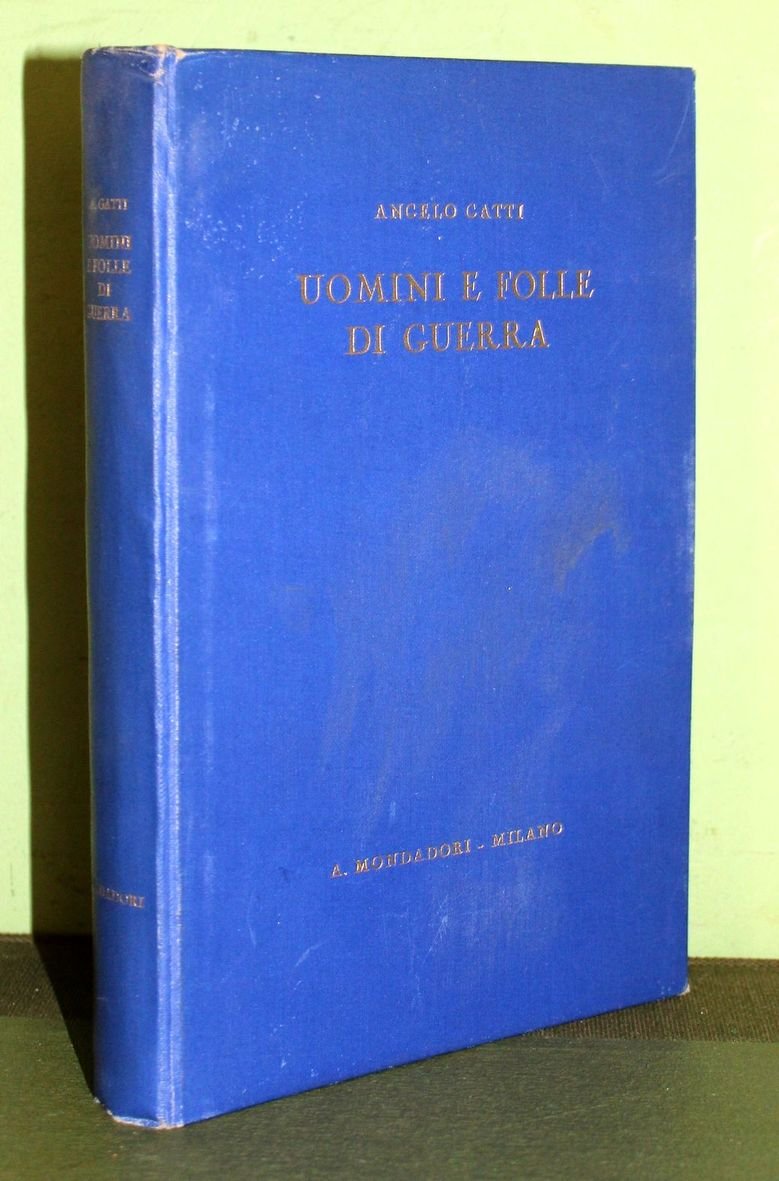 A. GATTI
UOMINI
E FOLLE
DI
GUERRA
MONDADORI
ANGELO GATTI
UOMINI E FOLLE
DI GUERRA
A. MONDADORI - MILANO